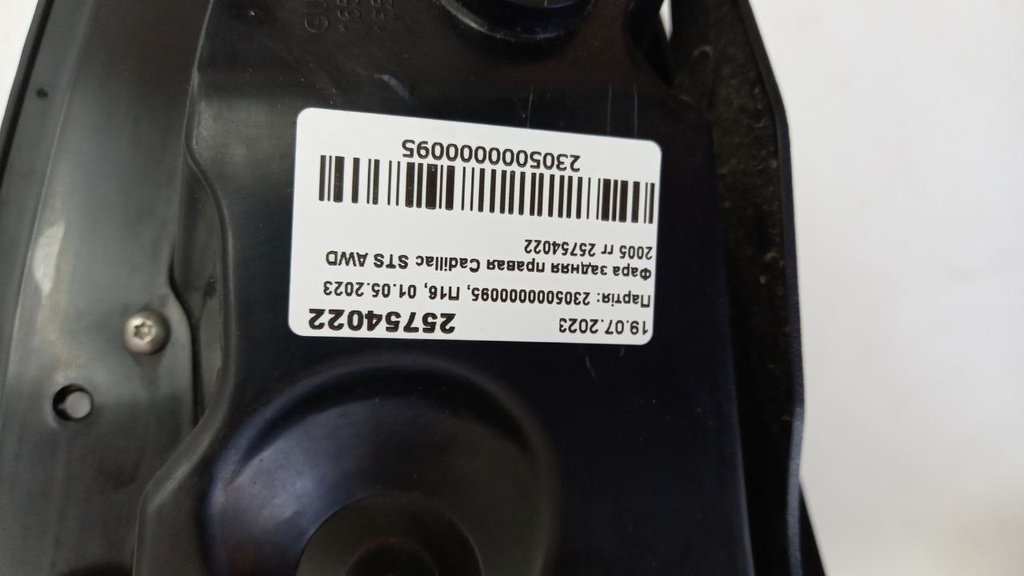 19.07.2023 25754022
Партія: 230500000095, П16, 01.05.2023
Фара задняя правая Cadillac STS AWD
2005 гг 25754022
230500000095